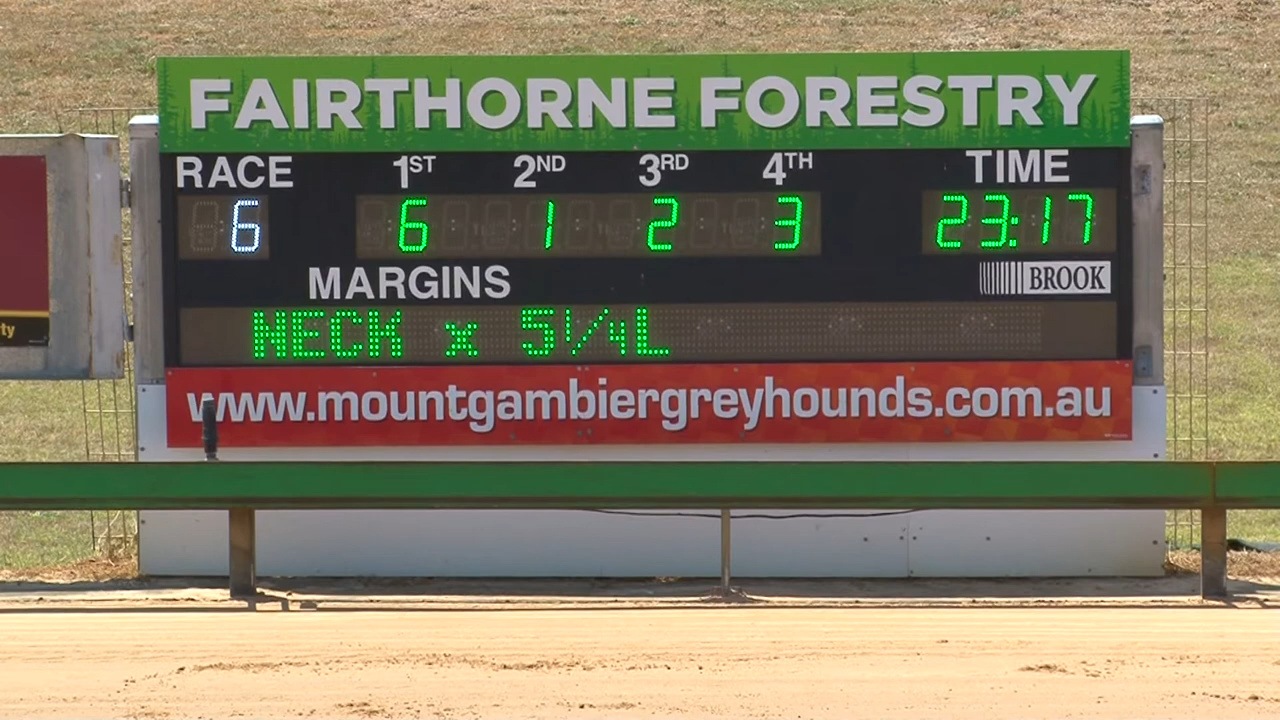 FAIRTHORNE FORESTRY
RACE 1ST 2ND 3RD 4TH TIME
6 6 1 2 3 23:17
MARGINS BROOK
NECK x 5¼L
www.mountgambiergreyhounds.com.au
ty